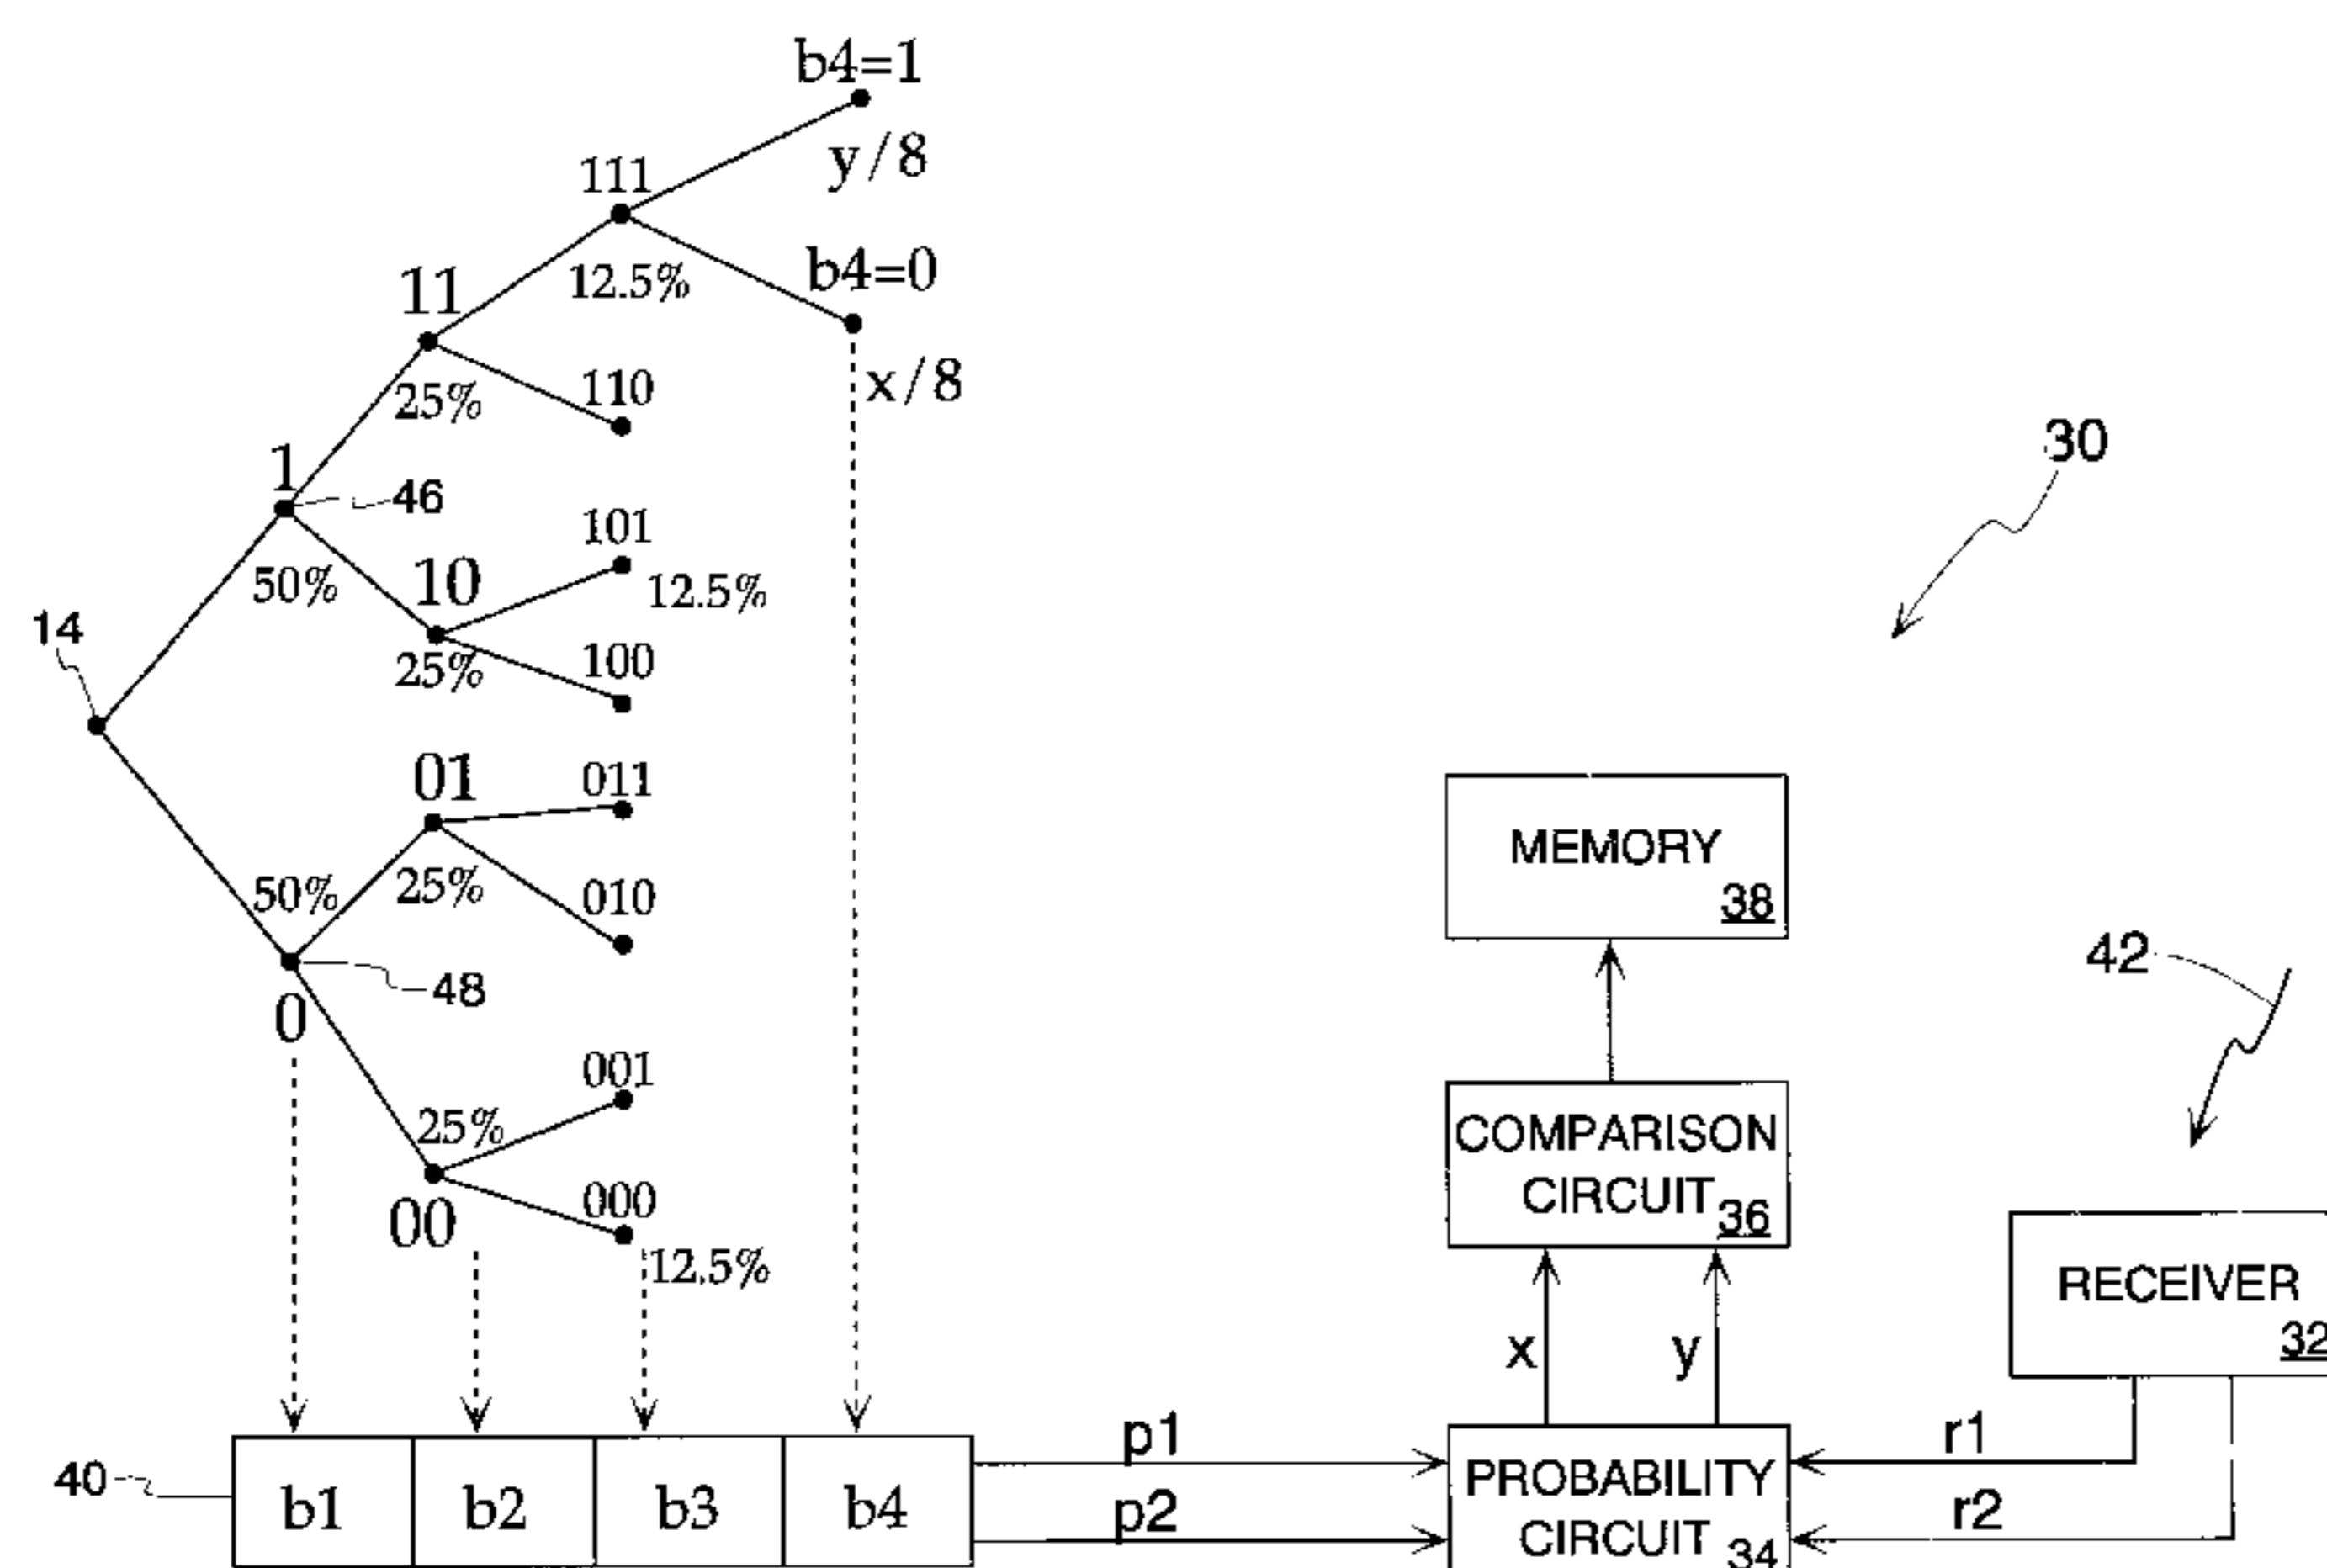 b4=1
y/8
111
b4=0
12.5%
11
x/8
110
25%
30
1
46
101
50%
10
12.5%
14
25%
100
01
011
MEMORY
38
50%
25%
010
42
48
0
001
25%
COMPARISON
CIRCUIT 36
000
00
12.5%
RECEIVER
32
x
y
p1
r1
40
b1
b2
b3
b4
PROBABILITY
CIRCUIT 34
p2
r2